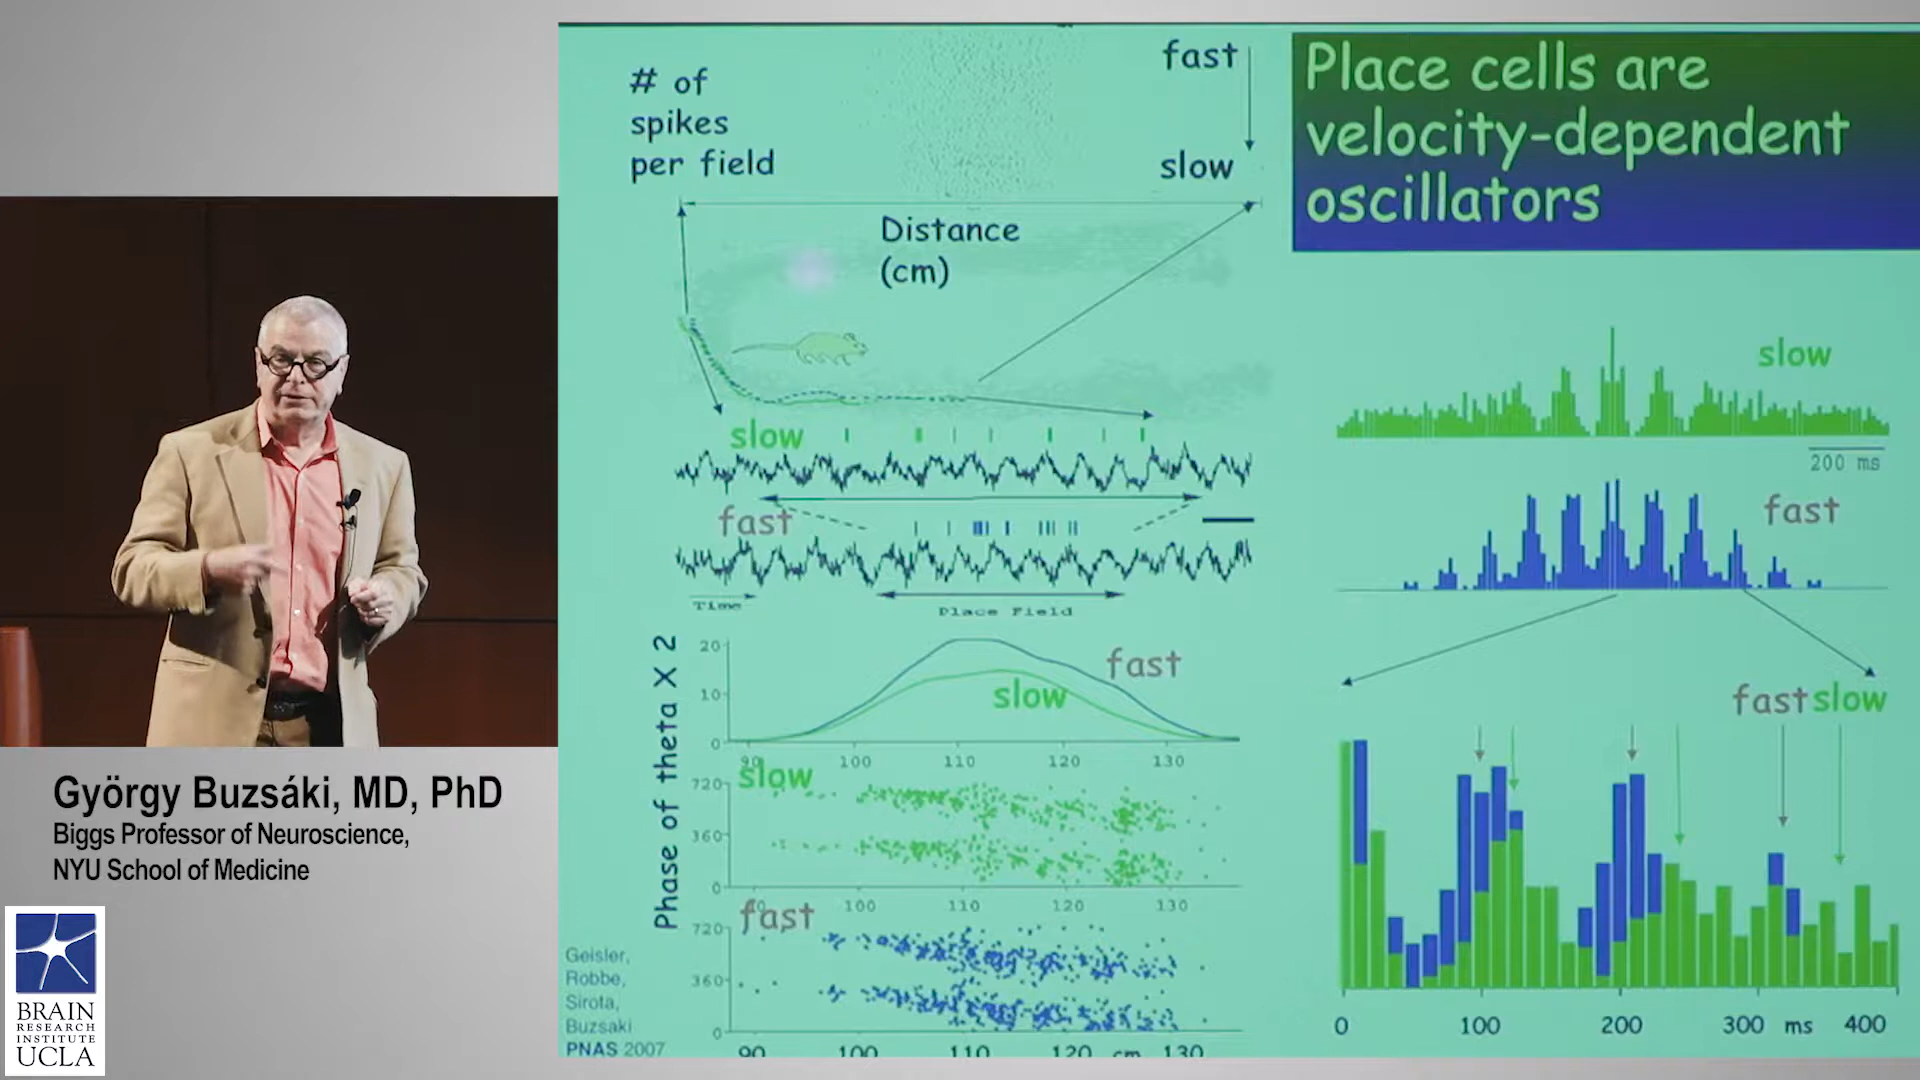 # of
spikes
per field
fast
slow
Distance
(cm)
Place cells are
velocity-dependent
oscillators
slow
fast
Time
Place Field
slow
200 ms
fast
Phase of theta X 2
20
10
0
fast
slow
90 100 110 120 130
slow
720
360
0
90 100 110 120 130
fast
720
360
0
90 100 110 120 cm 130
fast slow
0 100 200 300 ms 400
Geisler,
Robbe,
Sirota,
Buzsaki
PNAS 2007
György Buzsáki, MD, PhD
Biggs Professor of Neuroscience,
NYU School of Medicine
BRAIN
RESEARCH
INSTITUTE
UCLA